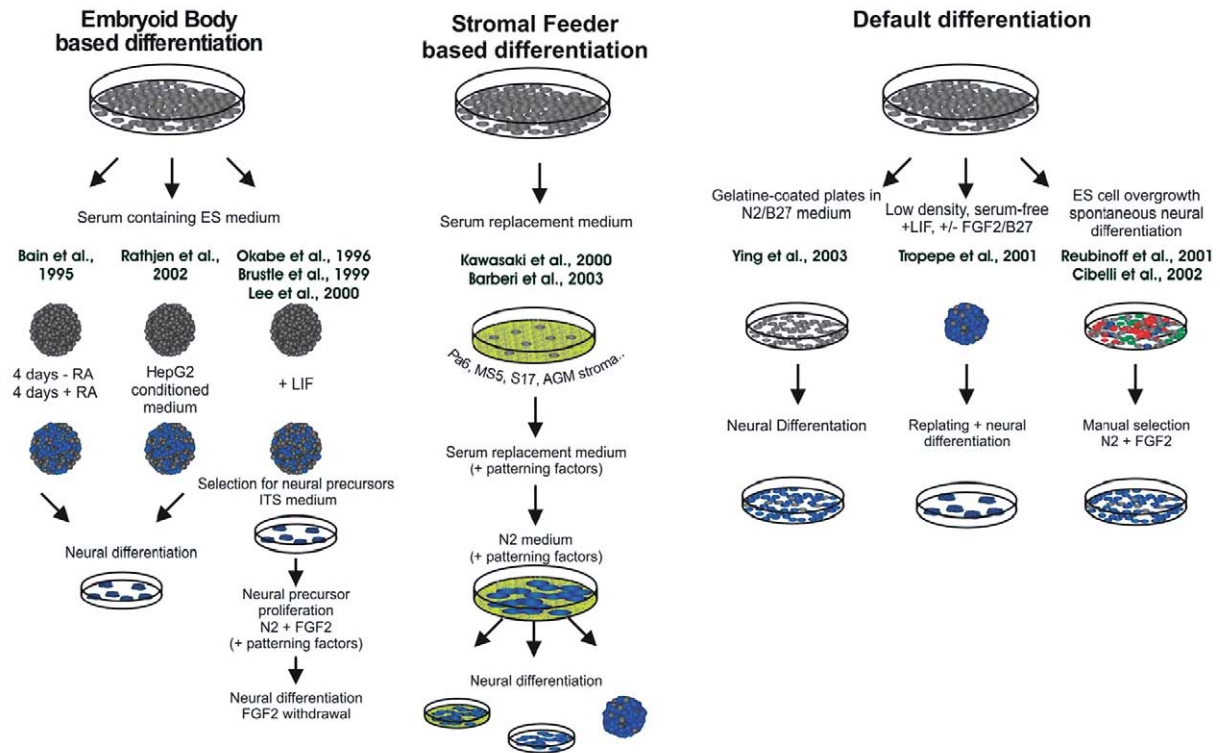 Embryoid Body
based differentiation
Serum containing ES medium
Bain et al.,
1995
Rathjen et al.,
2002
Okabe et al., 1996
Brustle et al., 1999
Lee et al., 2000
4 days - RA
4 days + RA
HepG2
conditioned
medium
+ LIF
Selection for neural precursors
ITS medium
Neural differentiation
Neural precursor
proliferation
N2 + FGF2
(+ patterning factors)
Neural differentiation
FGF2 withdrawal
Stromal Feeder
based differentiation
Serum replacement medium
Kawasaki et al., 2000
Barberi et al., 2003
Pa6, MS5, S17, AGM stroma..
Serum replacement medium
(+ patterning factors)
N2 medium
(+ patterning factors)
Neural differentiation
Default differentiation
Gelatine-coated plates in
N2/B27 medium
Low density, serum-free
+LIF, +/- FGF2/B27
ES cell overgrowth
spontaneous neural
differentiation
Ying et al., 2003
Tropepe et al., 2001
Reubinoff et al., 2001
Cibelli et al., 2002
Neural Differentation
Replating + neural
differentiation
Manual selection
N2 + FGF2